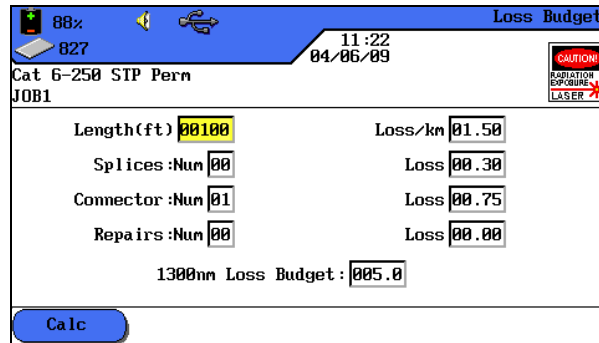 88% Loss Budget
827 11:22
04/06/09
CAUTION!
RADIATION
EXPOSURE
LASER
Cat 6-250 STP Perm
JOB1
Length(ft) 00100 Loss/km 01.50
Splices:Num 00 Loss 00.30
Connector:Num 01 Loss 00.75
Repairs:Num 00 Loss 00.00
1300nm Loss Budget: 005.0
Calc